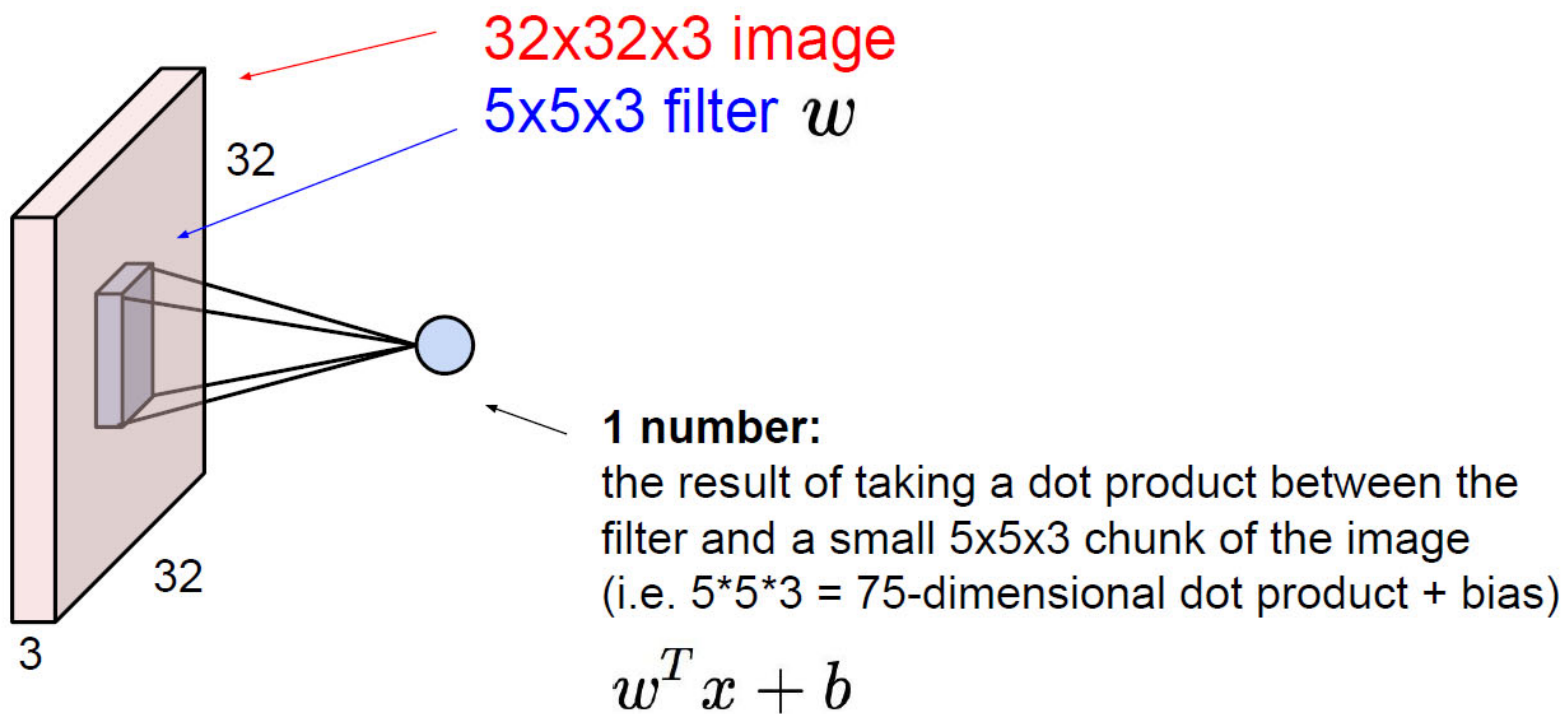 32x32x3 image
5x5x3 filter w
32
32
3
1 number:
the result of taking a dot product between the
filter and a small 5x5x3 chunk of the image
(i.e. 5*5*3 = 75-dimensional dot product + bias)
w^T x + b